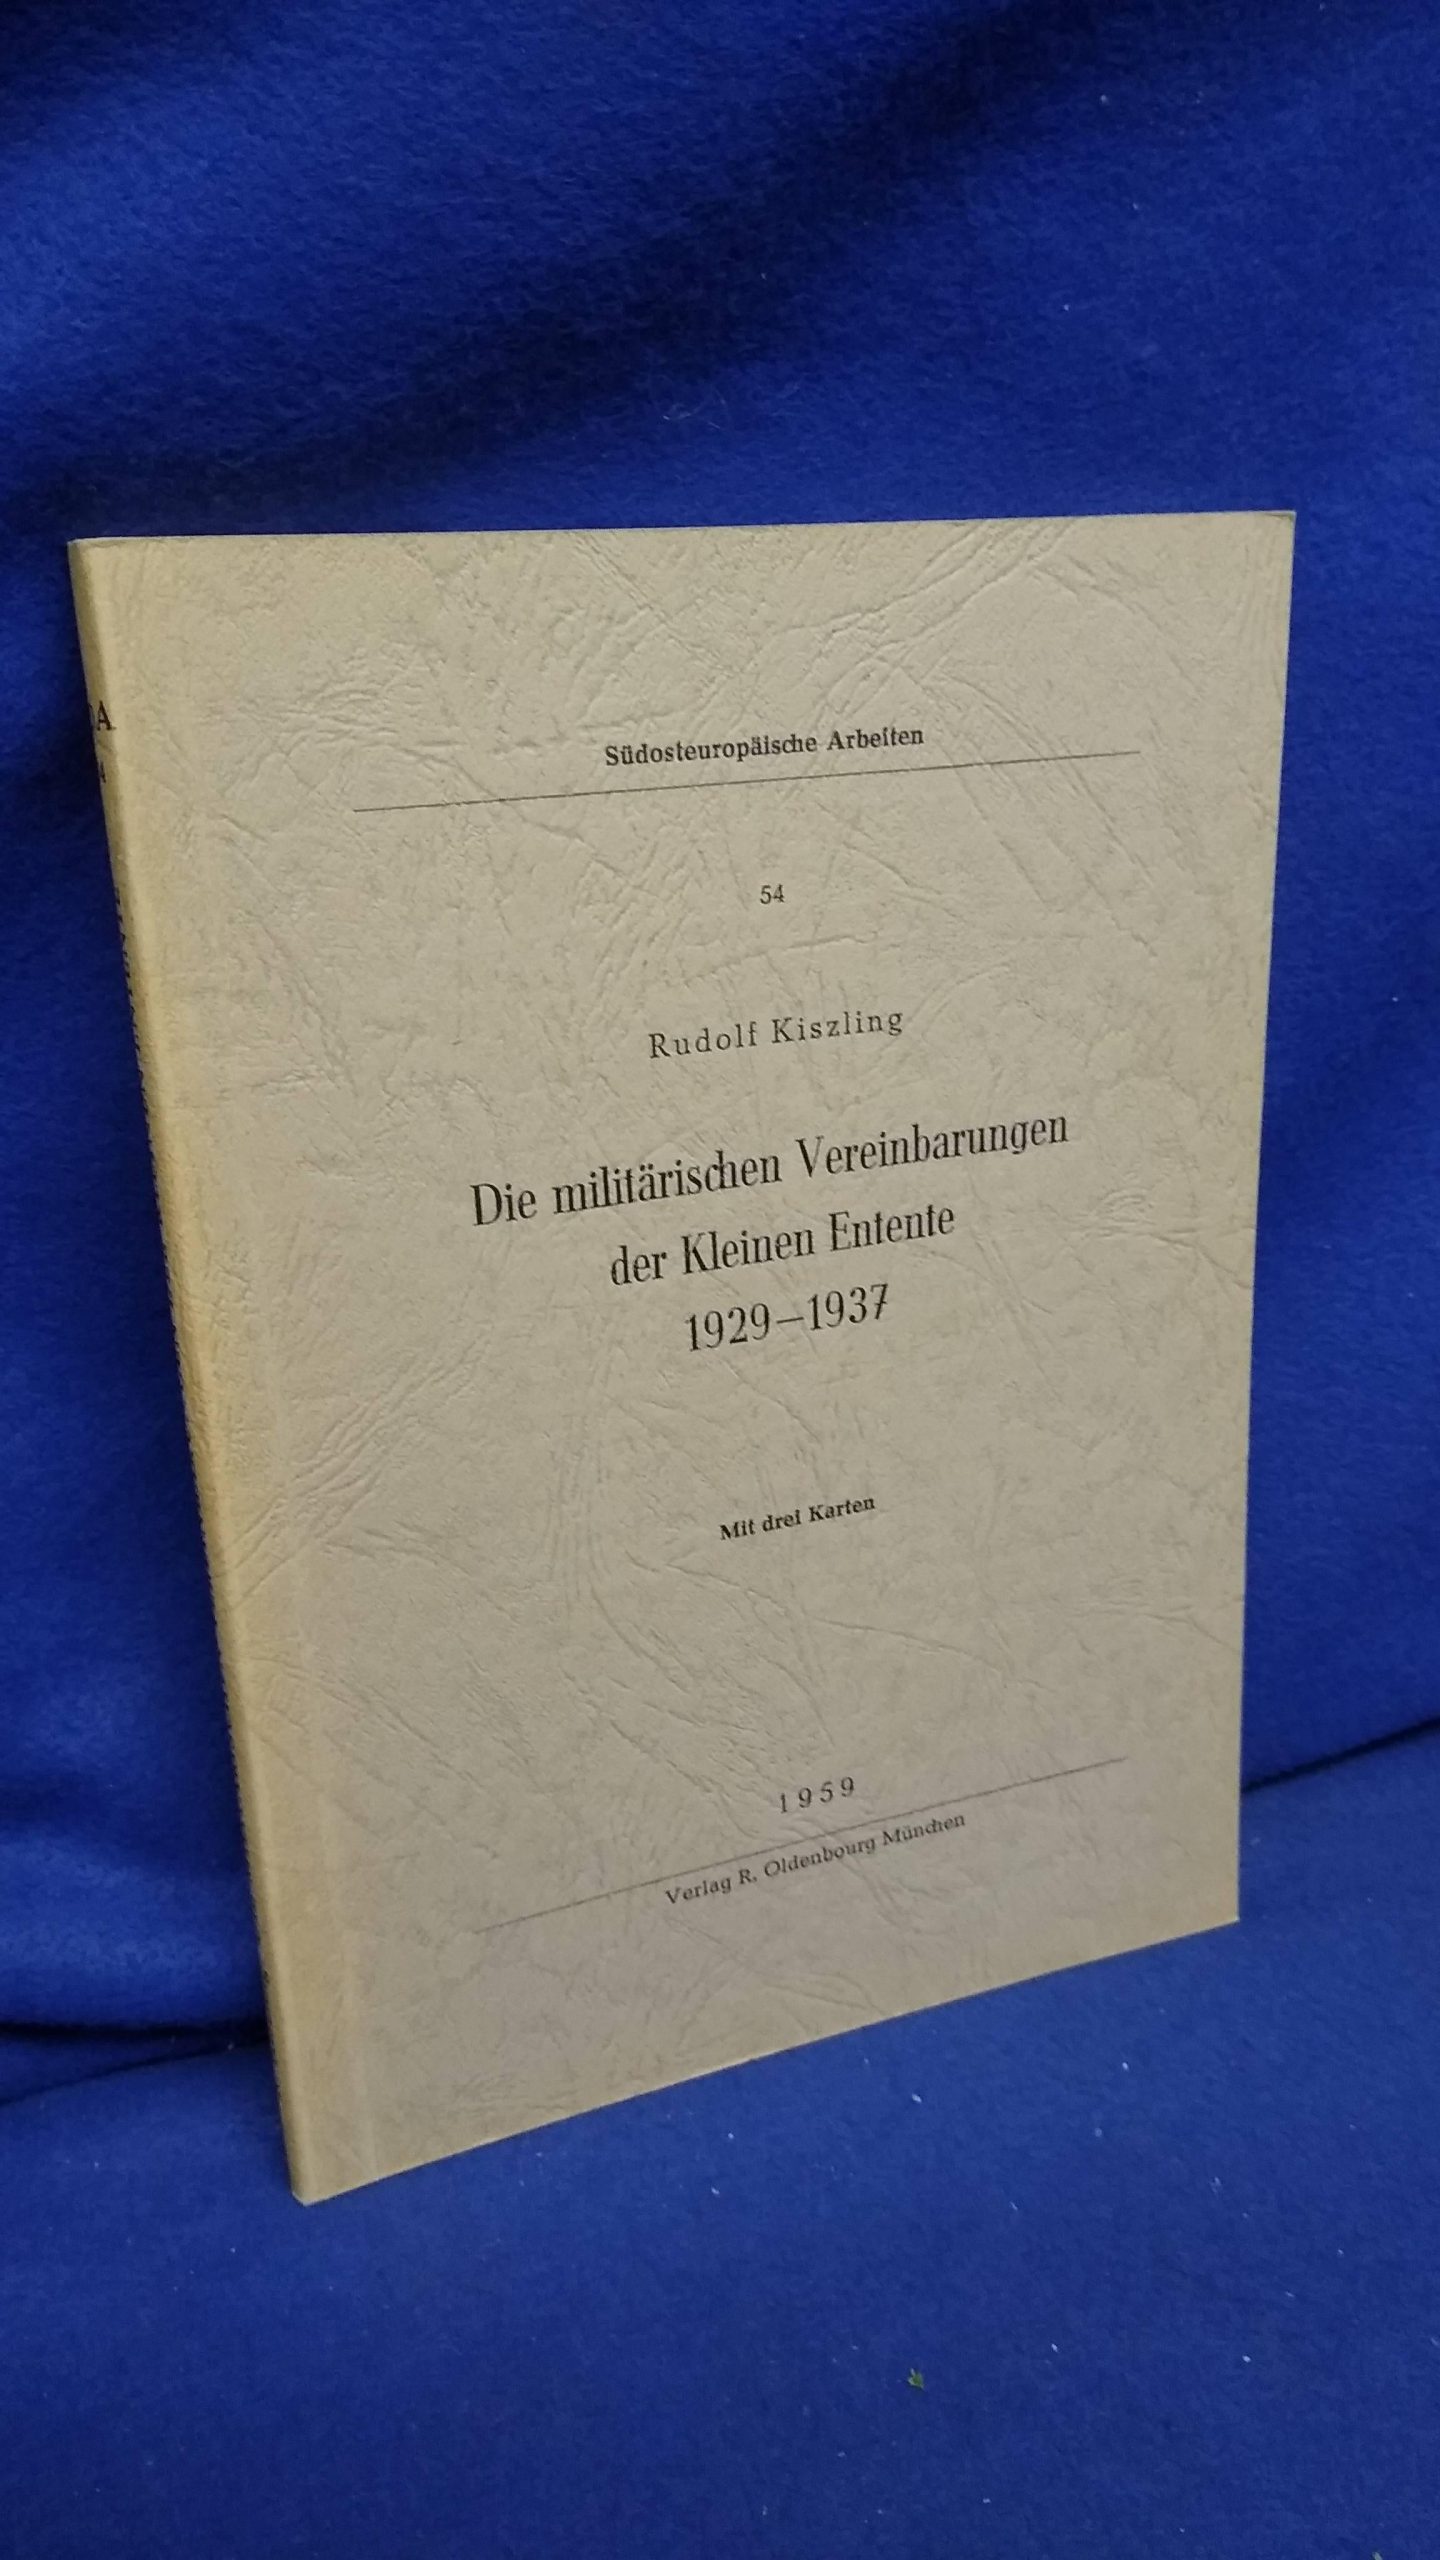 Südosteuropäische Arbeiten
54
Rudolf Kiszling
Die militärischen Vereinbarungen
der Kleinen Entente
1929–1937
Mit drei Karten
1959
Verlag R. Oldenbourg München